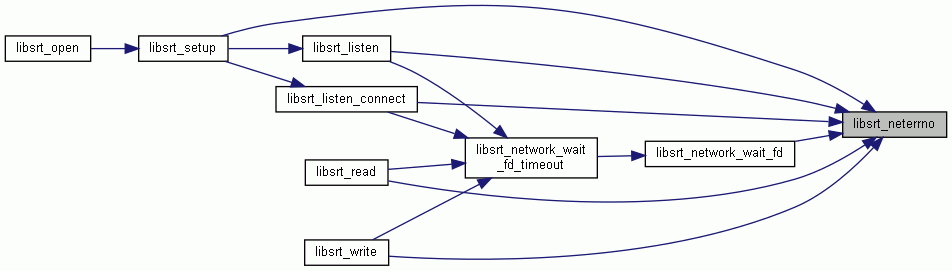 libsrt_open
libsrt_setup
libsrt_listen
libsrt_listen_connect
libsrt_neterrno
libsrt_network_wait
_fd_timeout
libsrt_network_wait_fd
libsrt_read
libsrt_write